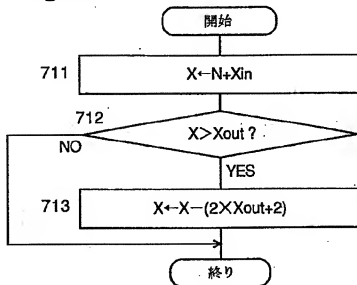 開始
711
X←N+Xin
712
X>Xout ?
NO
YES
713
X←X−(2×Xout+2)
終り